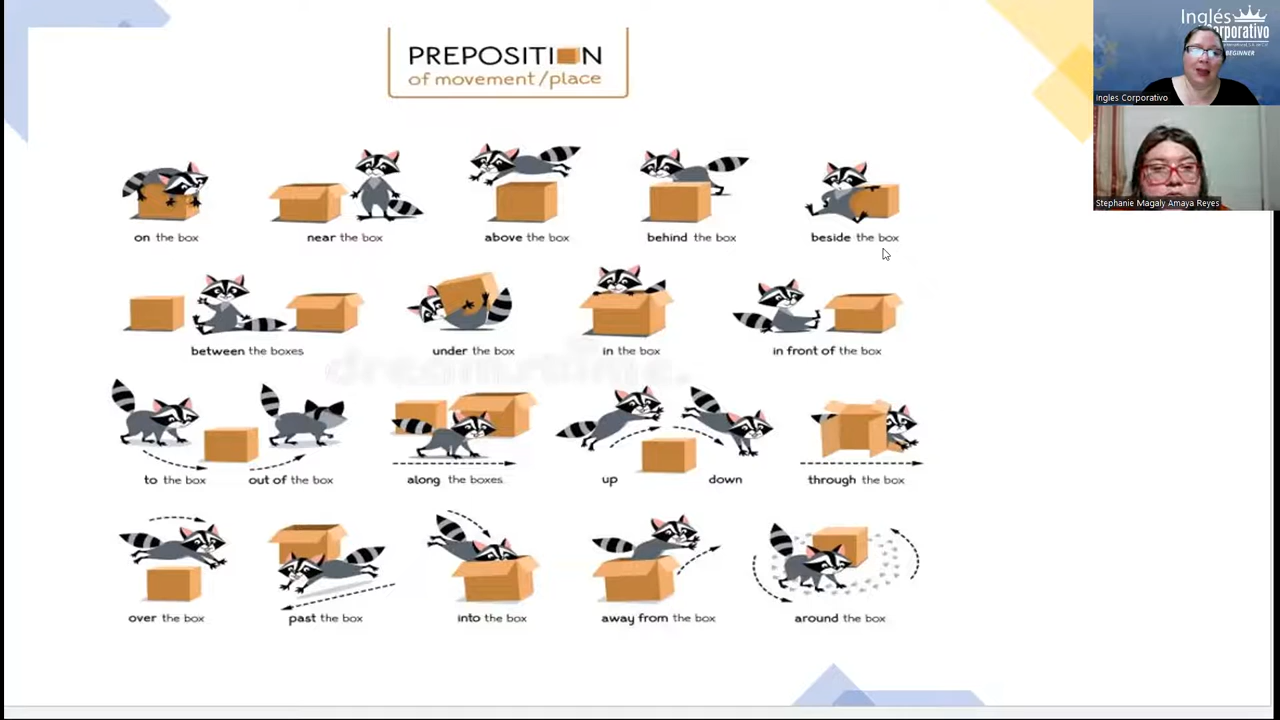 PREPOSITION
of movement/place
on the box
near the box
above the box
behind the box
beside the box
between the boxes
under the box
in the box
in front of the box
to the box
out of the box
along the boxes.
up
down
through the box
over the box
past the box
into the box
away from the box
around the box
Inglés
Corporativo
BEGINNER
Ingles Corporativo
Stephanie Magaly Amaya Reyes